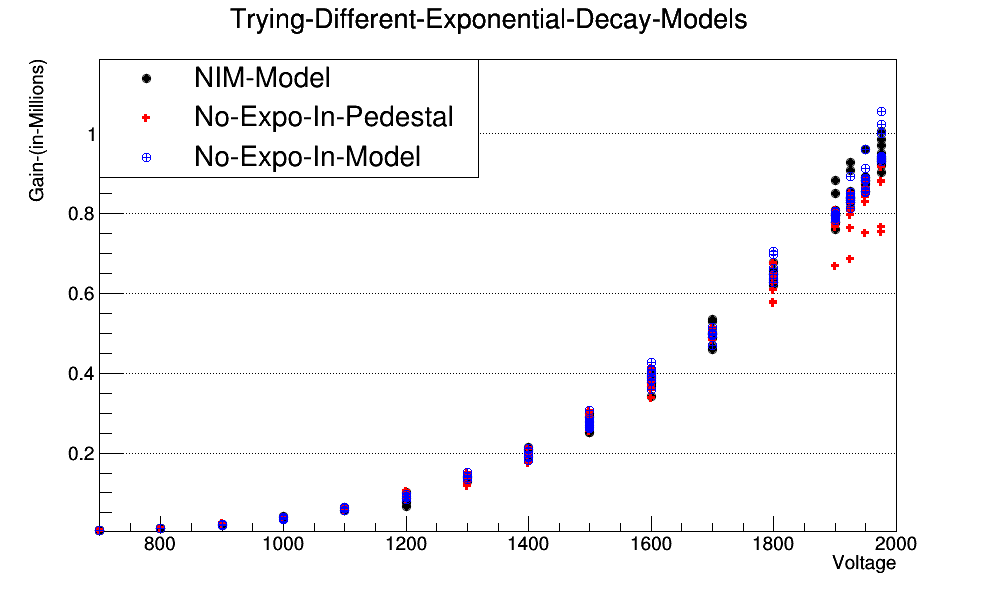 Trying-Different-Exponential-Decay-Models
Gain-(in-Millions)
NIM-Model
No-Expo-In-Pedestal
No-Expo-In-Model
1
0.8
0.6
0.4
0.2
800 1000 1200 1400 1600 1800 2000
Voltage